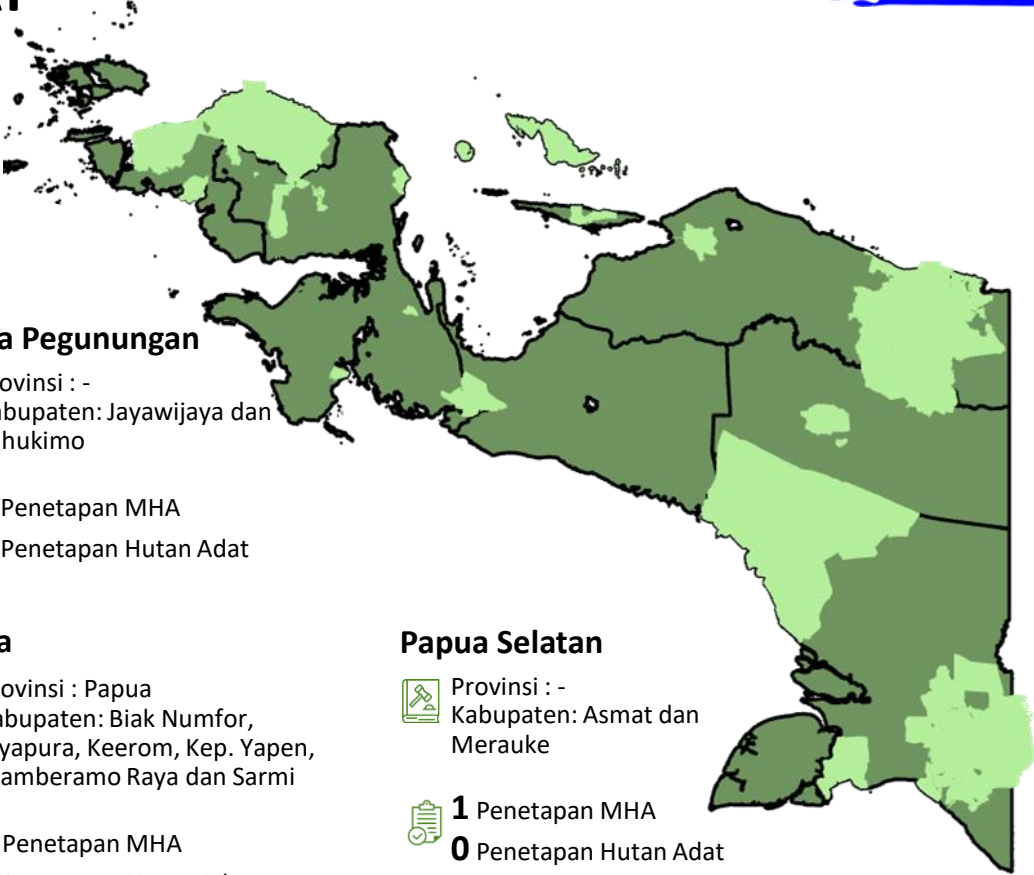 a Pegunungan
ovinsi : -
abupaten: Jayawijaya dan
hukimo
Penetapan MHA
Penetapan Hutan Adat
a
ovinsi : Papua
abupaten: Biak Numfor,
yapura, Keerom, Kep. Yapen,
amberamo Raya dan Sarmi
Penetapan MHA
Papua Selatan
Provinsi : -
Kabupaten: Asmat dan
Merauke
1 Penetapan MHA
0 Penetapan Hutan Adat